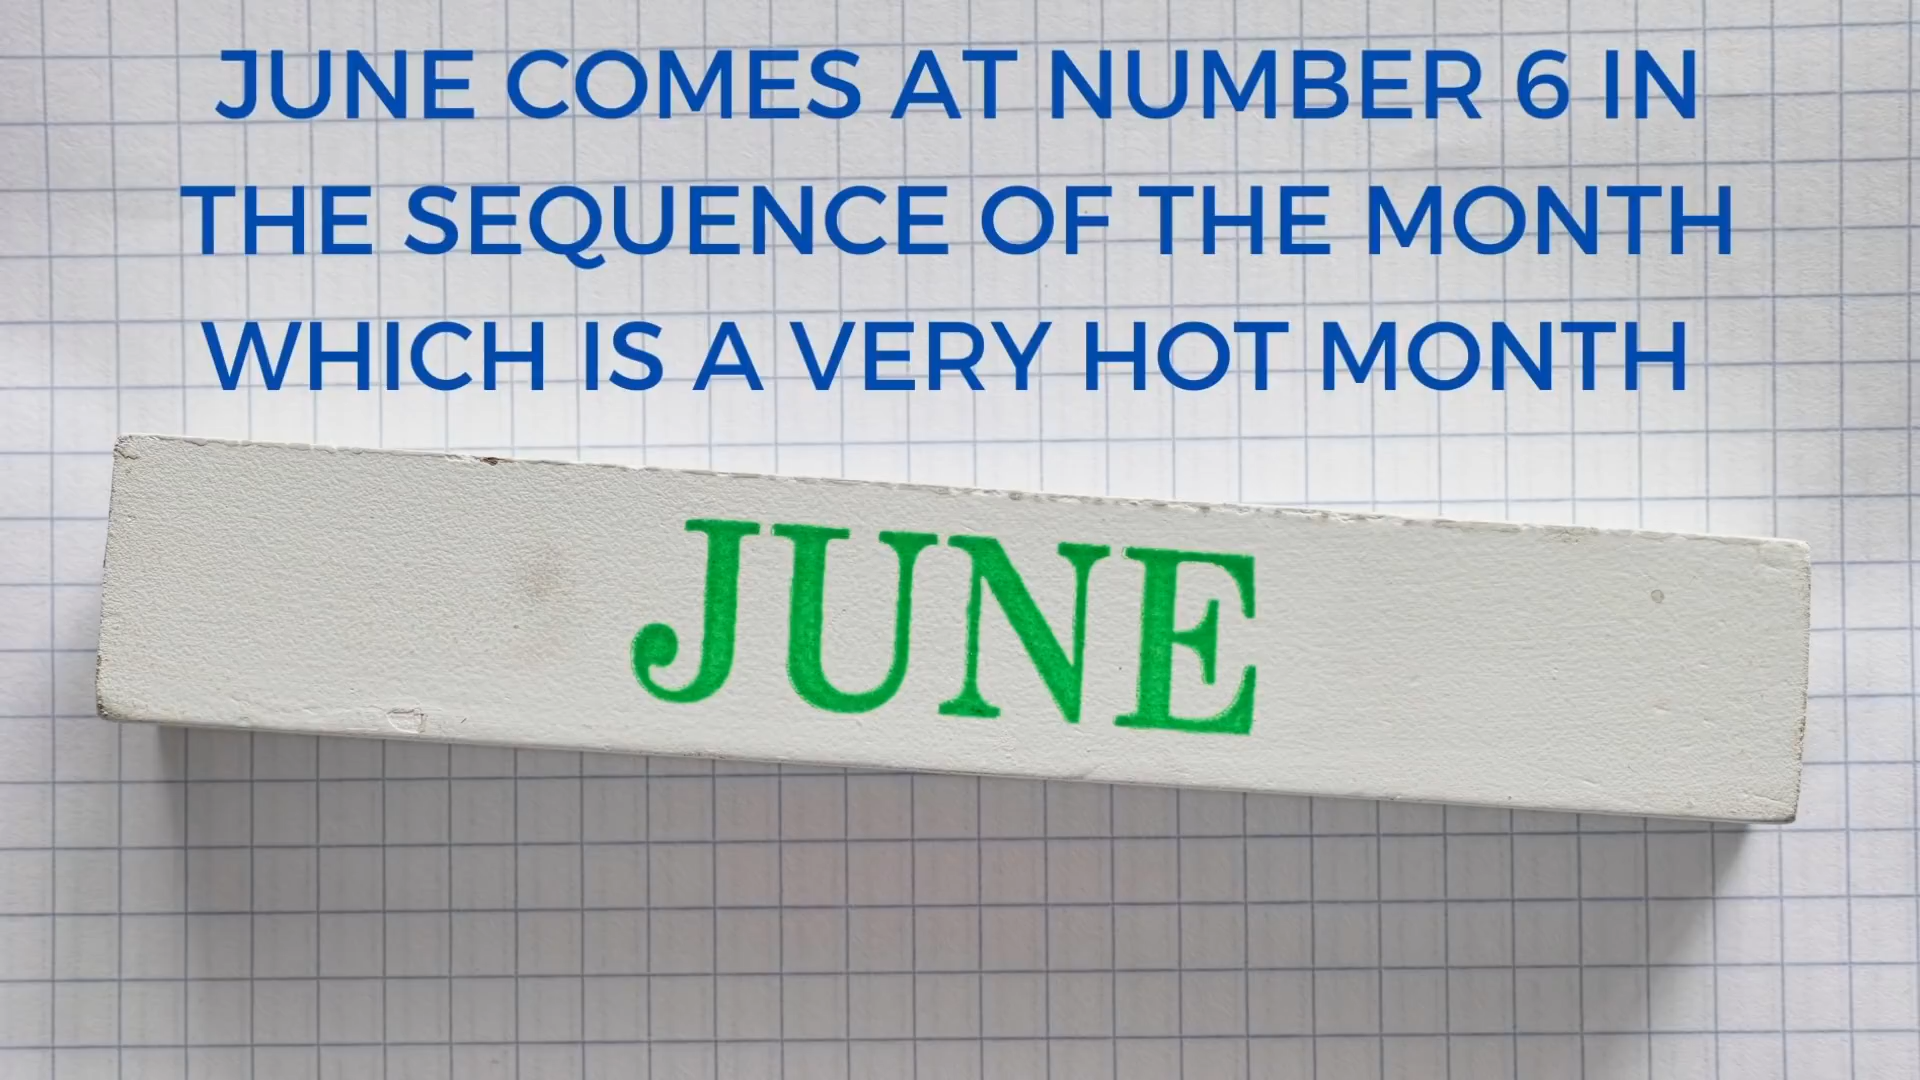 JUNE COMES AT NUMBER 6 IN
THE SEQUENCE OF THE MONTH
WHICH IS A VERY HOT MONTH
JUNE